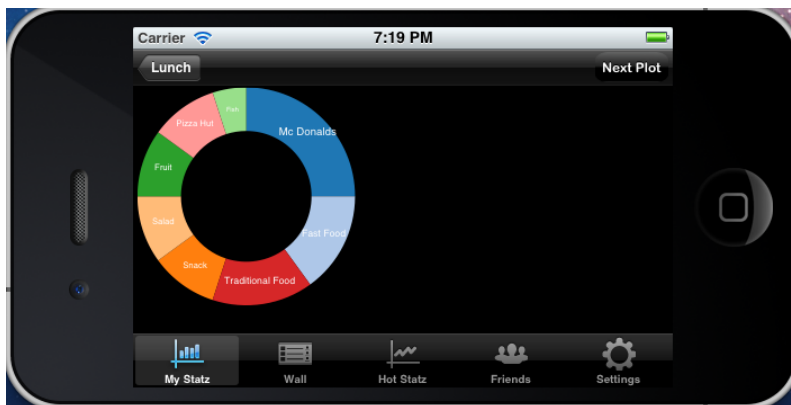 Carrier 7:19 PM
Lunch Next Plot
Fish
Pizza Hut
Mc Donalds
Fruit
Salad
Fast Food
Snack
Traditional Food
My Statz Wall Hot Statz Friends Settings